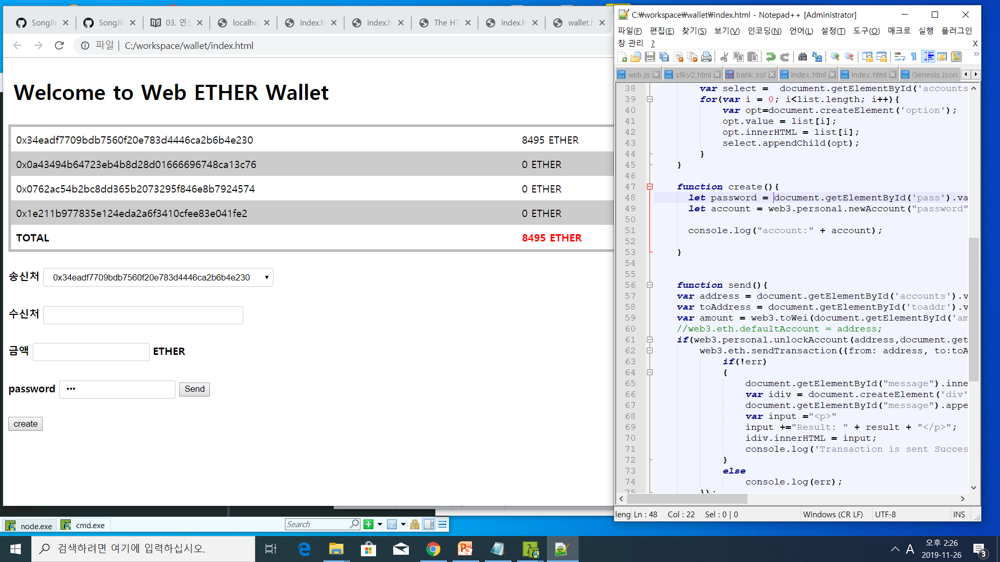 SongJin
SongJin
03. 연산
localho
index.h
index.h
The HT
index.h
wallet.h
파일 | C:/workspace/wallet/index.html
Welcome to Web ETHER Wallet
0x34eadf7709bdb7560f20e783d4446ca2b6b4e230 8495 ETHER
0x0a43494b64723eb4b8d28d01666696748ca13c76 0 ETHER
0x0762ac54b2bc8dd365b2073295f846e8b7924574 0 ETHER
0x1e211b977835e124eda2a6f3410cfee83e041fe2 0 ETHER
TOTAL 8495 ETHER
송신처 0x34eadf7709bdb7560f20e783d4446ca2b6b4e230
수신처
금액 ETHER
password ••• Send
create
C:₩workspace₩wallet₩index.html - Notepad++ [Administrator]
파일(F) 편집(E) 찾기(S) 보기(V) 인코딩(N) 언어(L) 설정(T) 도구(O) 매크로 실행 플러그인
창 관리 ? X
web.js silky2.html bank.sol index.html index.html Genesis.json
38 var select = document.getElementById('accounts
39 for(var i = 0; i<list.length; i++){
40 var opt=document.createElement('option');
41 opt.value = list[i];
42 opt.innerHTML = list[i];
43 select.appendChild(opt);
44 }
45 }
46
47 function create(){
48 let password = document.getElementById('pass').va
49 let account = web3.personal.newAccount("password"
50
51 console.log("account:" + account);
52
53 }
54
55
56 function send(){
57 var address = document.getElementById('accounts').v
58 var toAddress = document.getElementById('toaddr').v
59 var amount = web3.toWei(document.getElementById('am
60 //web3.eth.defaultAccount = address;
61 if(web3.personal.unlockAccount(address,document.get
62 web3.eth.sendTransaction({from: address, to:toA
63 if(!err)
64 {
65 document.getElementById("message").inne
66 var idiv = document.createElement('div'
67 document.getElementById("message").appe
68 var input ="<p>"
69 input +="Result: " + result + "</p>";
70 idiv.innerHTML = input;
71 console.log('Transaction is sent Succes
72 }
73 else
74 console.log(err);
75 });
leng Ln : 48 Col : 22 Sel : 0 | 0 Windows (CR LF) UTF-8 INS
node.exe cmd.exe Search
검색하려면 여기에 입력하십시오.
A
오후 2:26
2019-11-26
3